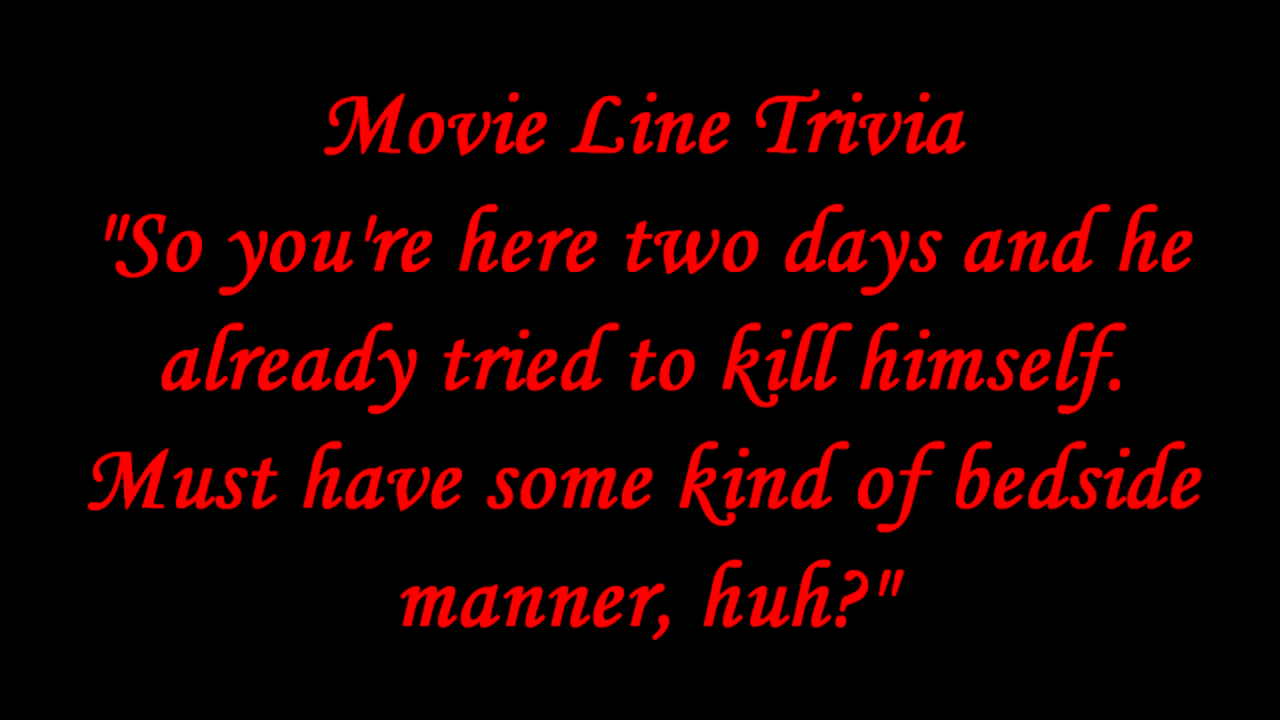 Movie Line Trivia
"So you're here two days and he
already tried to kill himself.
Must have some kind of bedside
manner, huh?"